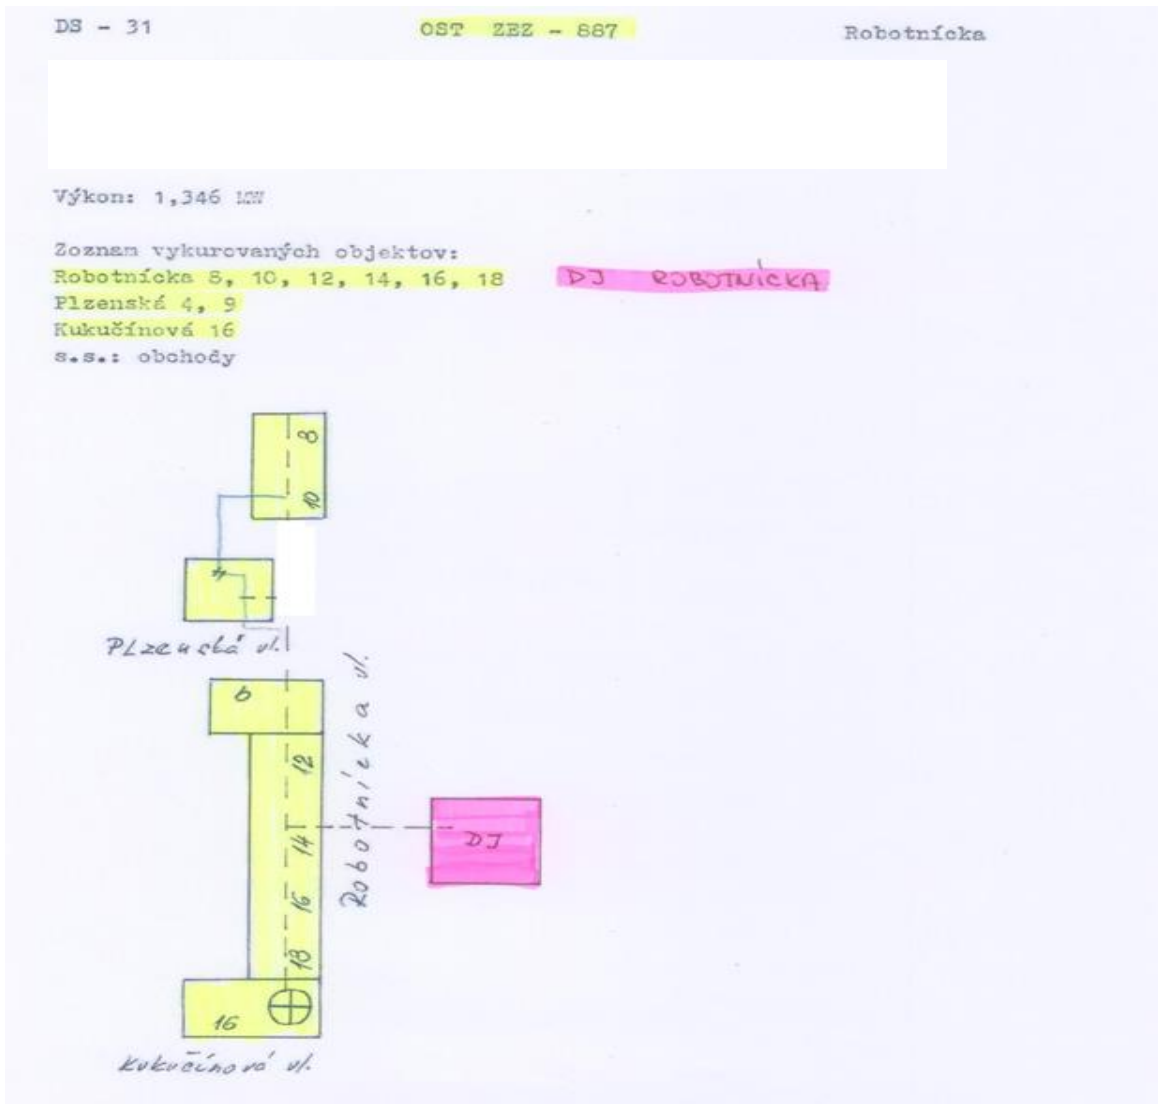 DS - 31 OST ZEZ - 887 Robotnícka
Výkon: 1,346 MW
Zoznam vykurovaných objektov:
Robotnícka 8, 10, 12, 14, 16, 18 DJ ROBOTNÍCKA
Plzenská 4, 9
Kukučínová 16
s.s.: obchody
8
10
4
Plzenská ul.
6
Robotnícka ul.
12
14
DJ
16
18
16
Kukučínová ul.